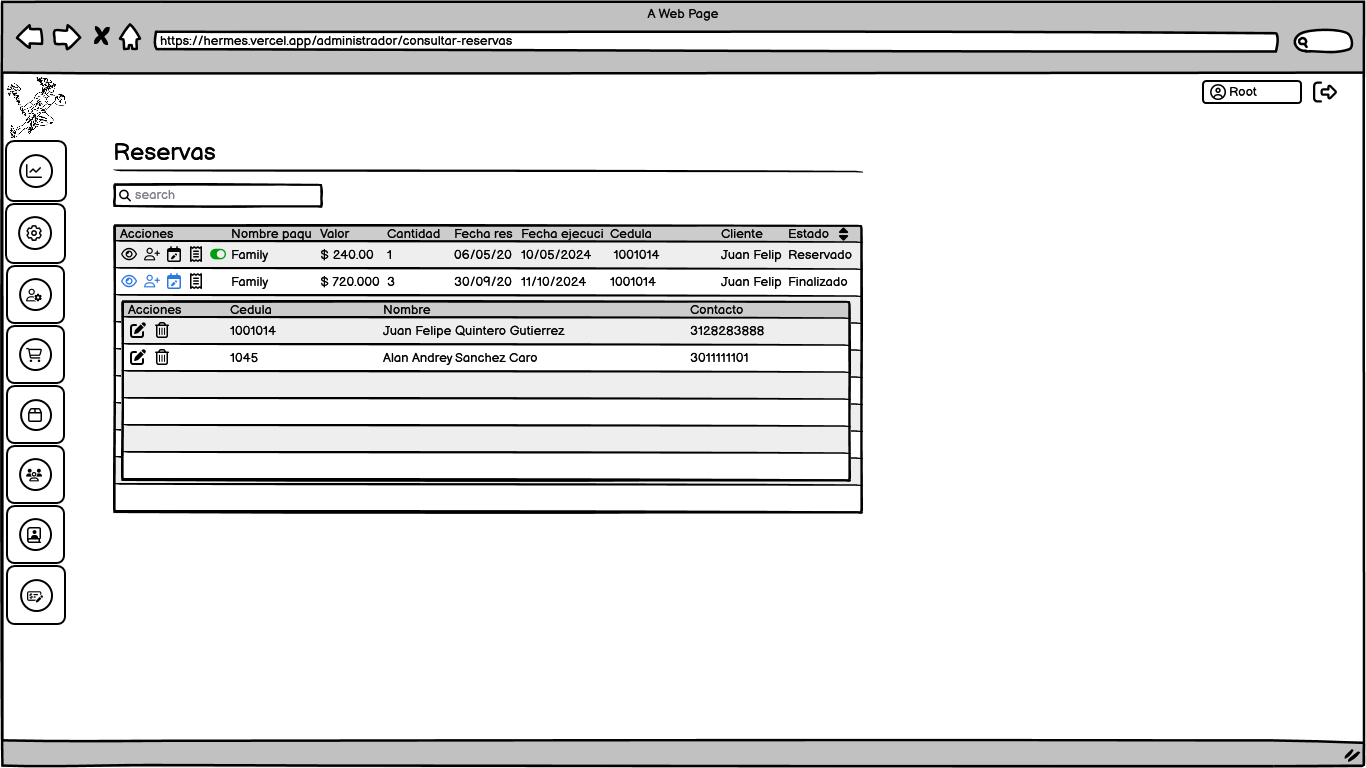 A Web Page
https://hermes.vercel.app/administrador/consultar-reservas
Root
Reservas
search
Acciones Nombre paqu Valor Cantidad Fecha res Fecha ejecuci Cedula Cliente Estado
Family $ 240.00 1 06/05/20 10/05/2024 1001014 Juan Felip Reservado
Family $ 720.000 3 30/09/20 11/10/2024 1001014 Juan Felip Finalizado
Acciones Cedula Nombre Contacto
1001014 Juan Felipe Quintero Gutierrez 3128283888
1045 Alan Andrey Sanchez Caro 3011111101